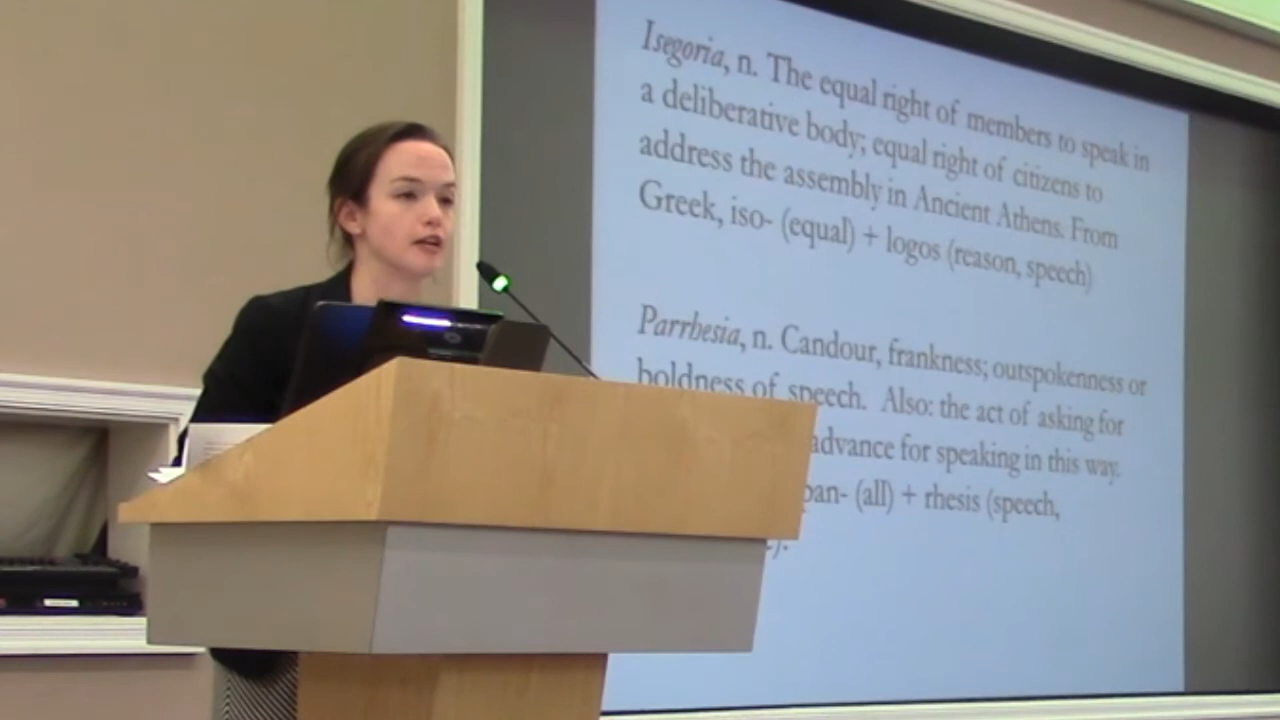 Isegoria, n. The equal right of members to speak in
a deliberative body; equal right of citizens to
address the assembly in Ancient Athens. From
Greek, iso- (equal) + logos (reason, speech)
Parrhesia, n. Candour, frankness; outspokenness or
boldness of speech. Also: the act of asking for
advance for speaking in this way.
pan- (all) + rhesis (speech,